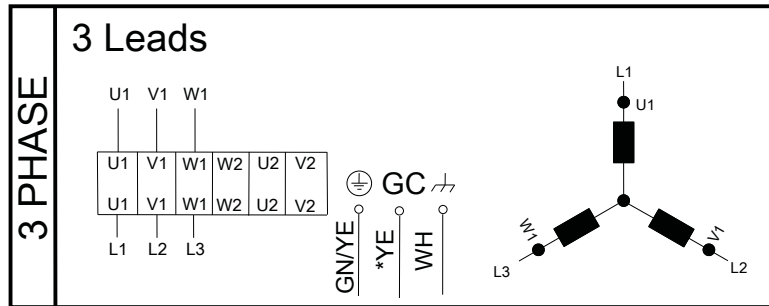 3 PHASE
3 Leads
U1 V1 W1
U1 V1 W1 W2 U2 V2
U1 V1 W1 W2 U2 V2
L1 L2 L3
GC
GN/YE
*YE
WH
L1
U1
W1
V1
L3
L2